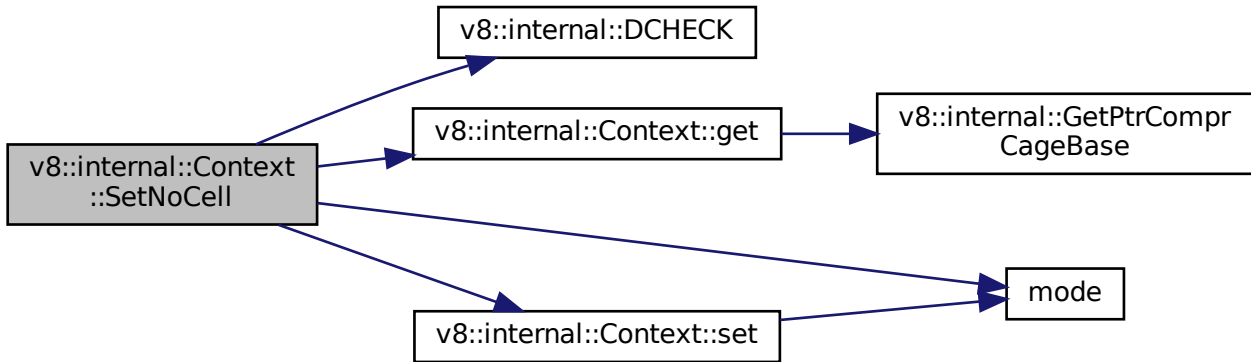 v8::internal::DCHECK
v8::internal::Context::get
v8::internal::GetPtrCompr
CageBase
v8::internal::Context
::SetNoCell
mode
v8::internal::Context::set